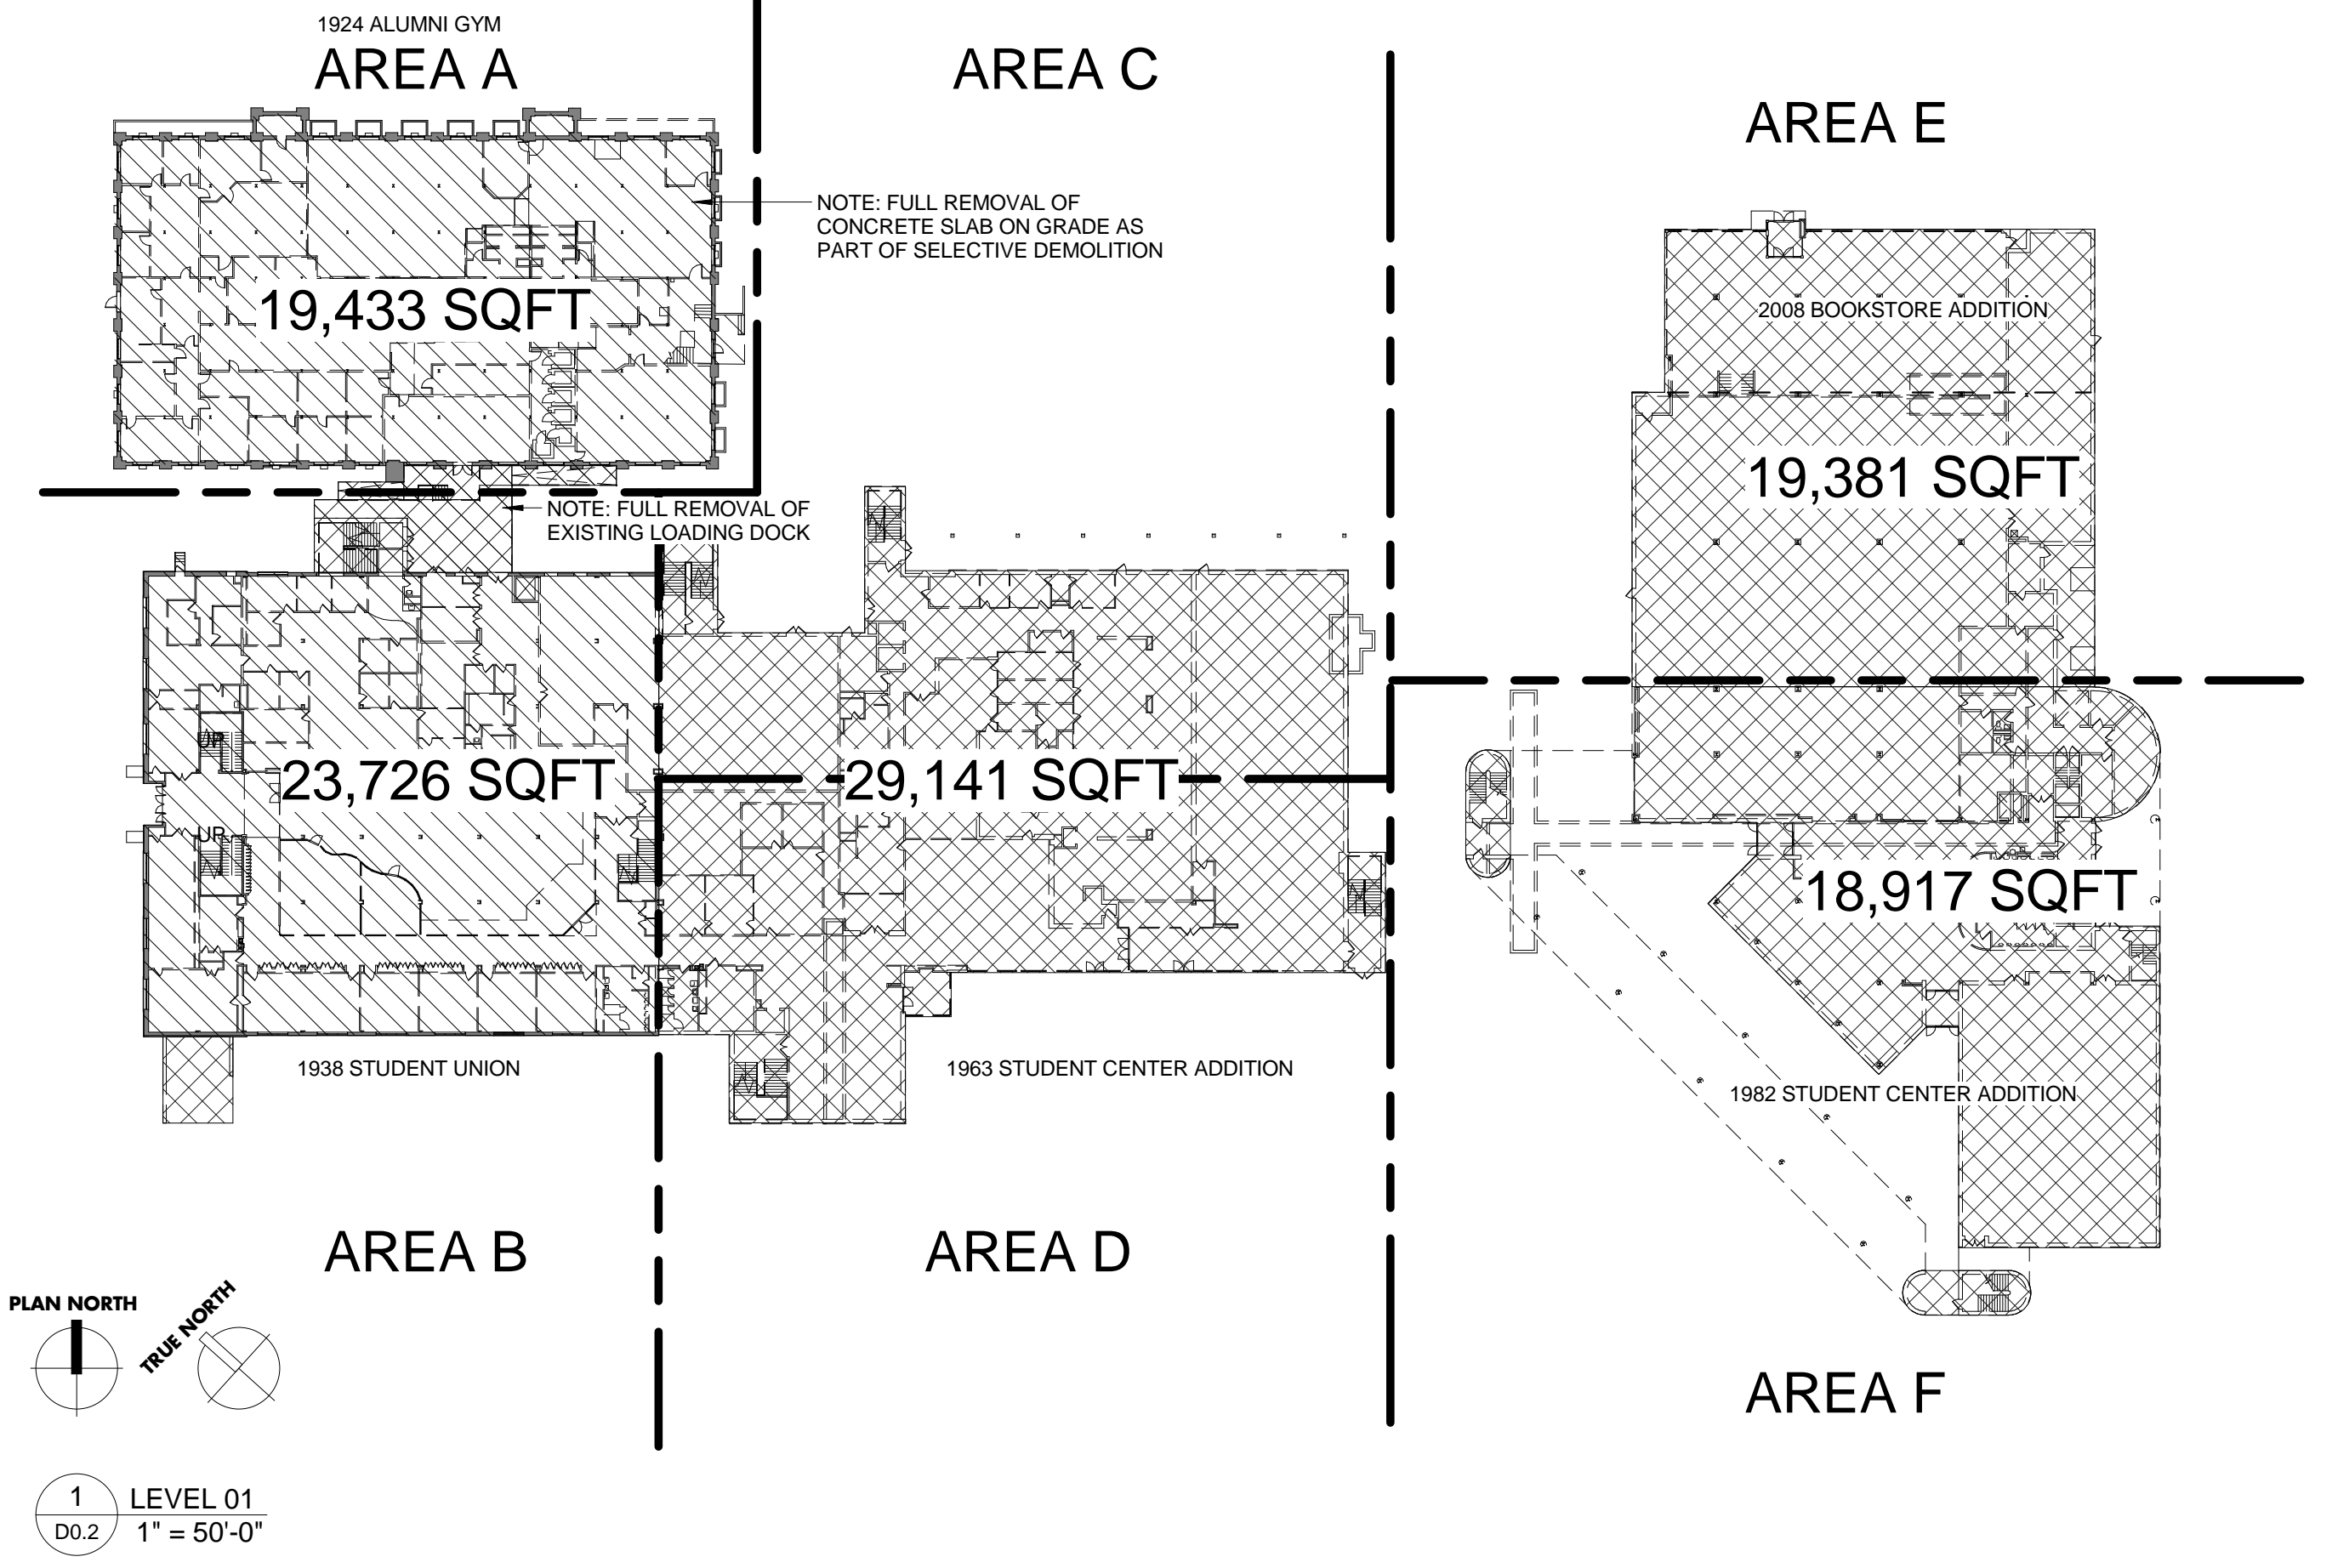 1924 ALUMNI GYM
AREA A
AREA C
AREA E
NOTE: FULL REMOVAL OF
CONCRETE SLAB ON GRADE AS
PART OF SELECTIVE DEMOLITION
19,433 SQFT
2008 BOOKSTORE ADDITION
19,381 SQFT
NOTE: FULL REMOVAL OF
EXISTING LOADING DOCK
UP
23,726 SQFT
29,141 SQFT
UP
18,917 SQFT
1938 STUDENT UNION
1963 STUDENT CENTER ADDITION
1982 STUDENT CENTER ADDITION
AREA B
AREA D
AREA F
PLAN NORTH
TRUE NORTH
1
D0.2
LEVEL 01
1" = 50'-0"